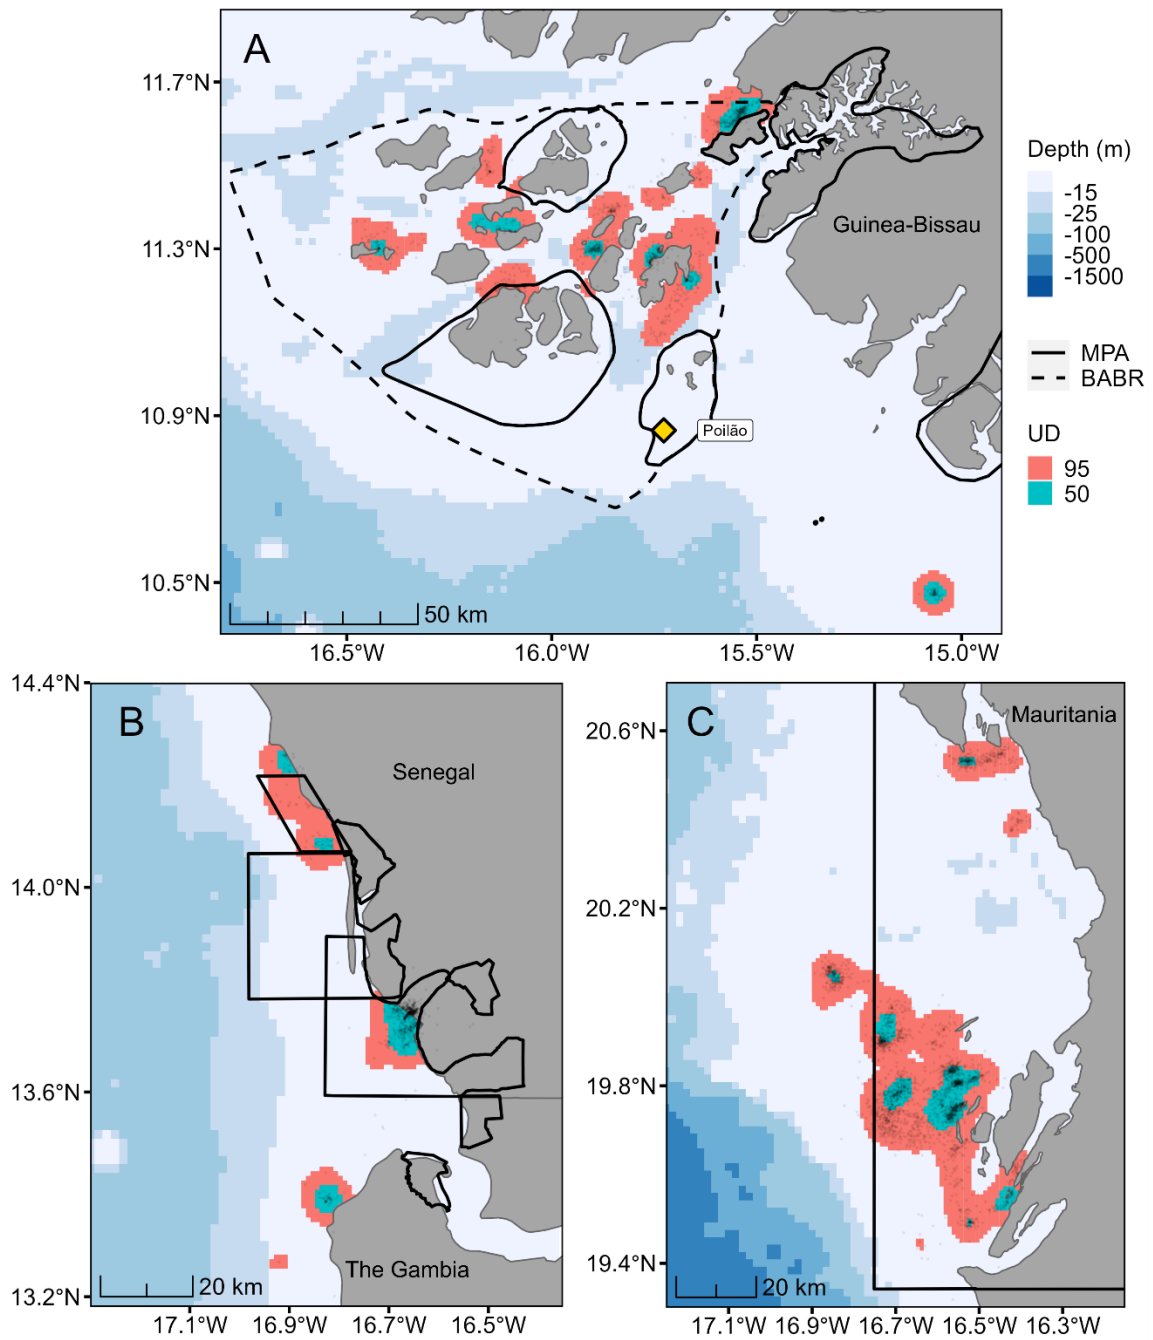 A
11.7°N
11.3°N
10.9°N
10.5°N
Guinea-Bissau
Poilão
50 km
16.5°W
16.0°W
15.5°W
15.0°W
Depth (m)
-15
-25
-100
-500
-1500
MPA
BABR
UD
95
50
B
14.4°N
14.0°N
13.6°N
13.2°N
Senegal
The Gambia
20 km
17.1°W
16.9°W
16.7°W
16.5°W
C
Mauritania
20.6°N
20.2°N
19.8°N
19.4°N
20 km
17.1°W
16.9°W
16.7°W
16.5°W
16.3°W